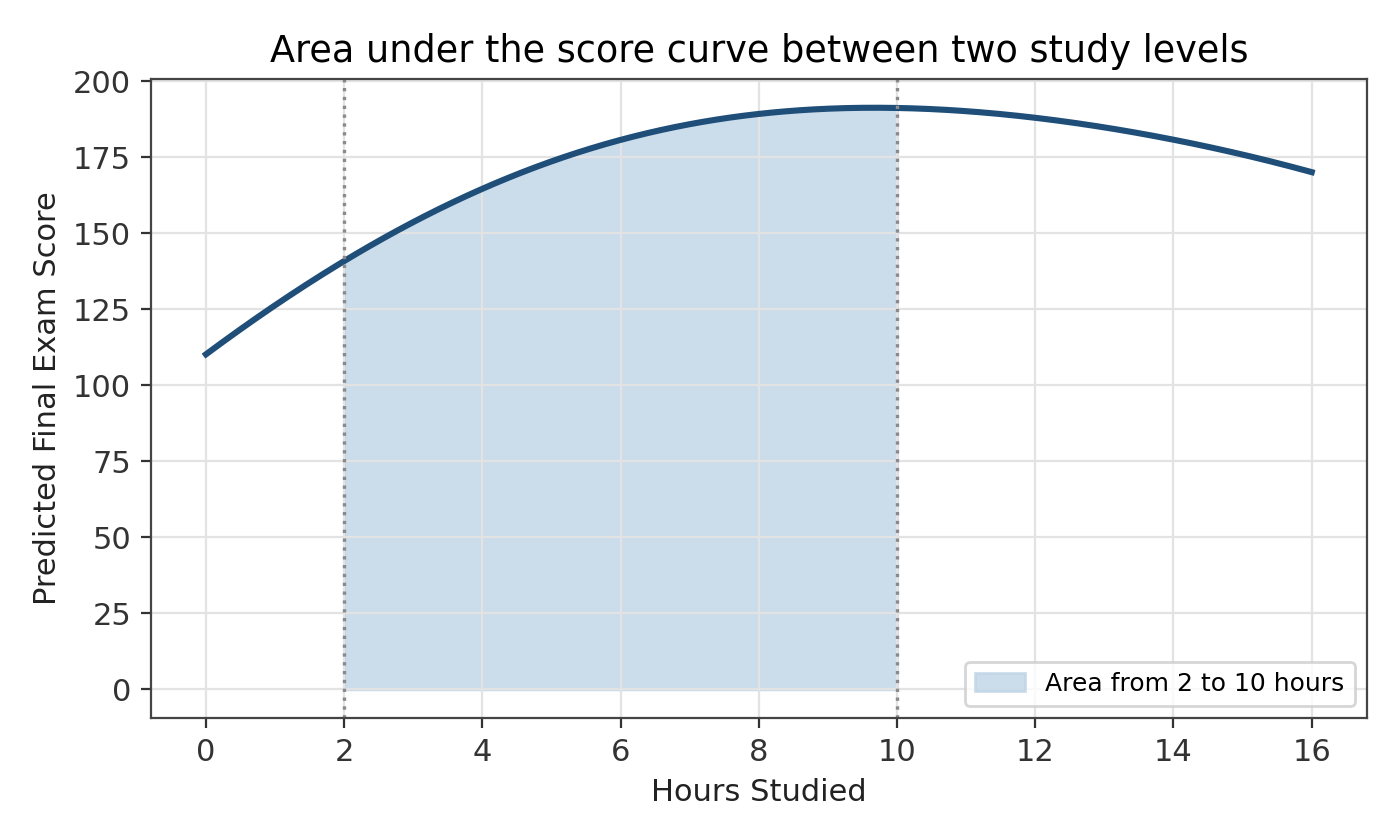 Area under the score curve between two study levels
Predicted Final Exam Score
200
175
150
125
100
75
50
25
0
Area from 2 to 10 hours
0 2 4 6 8 10 12 14 16
Hours Studied